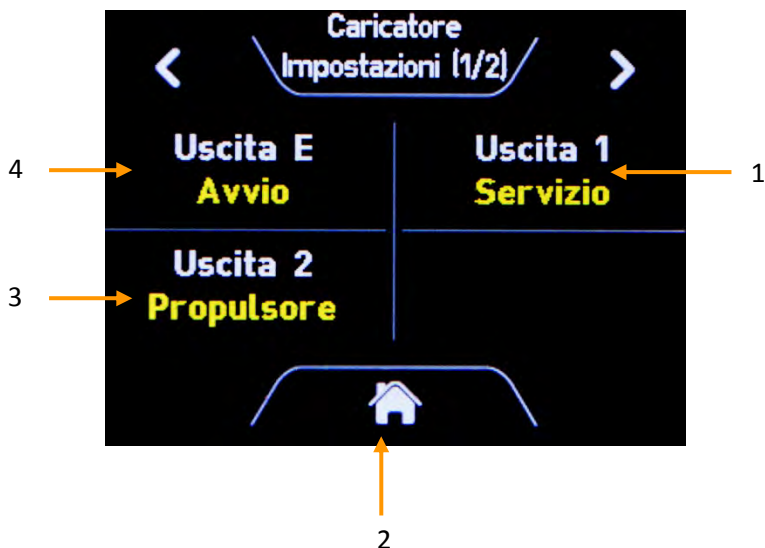 Caricatore
Impostazioni (1/2)
Uscita E
Avvio
Uscita 1
Servizio
Uscita 2
Propulsore
4
1
3
2